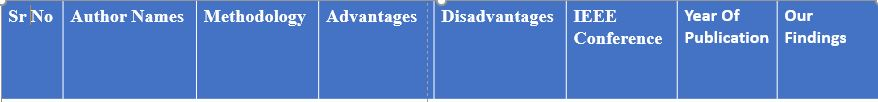 Sr No
Author Names
Methodology
Advantages
Disadvantages
IEEE
Conference
Year Of
Publication
Our
Findings